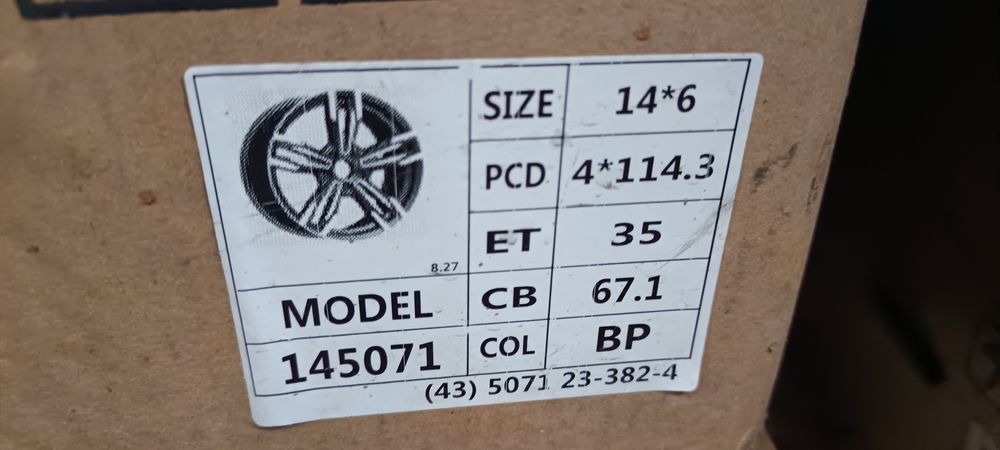 SIZE 14*6
PCD 4*114.3
ET 35
8.27
MODEL CB 67.1
145071 COL BP
(43) 5071 23-382-4